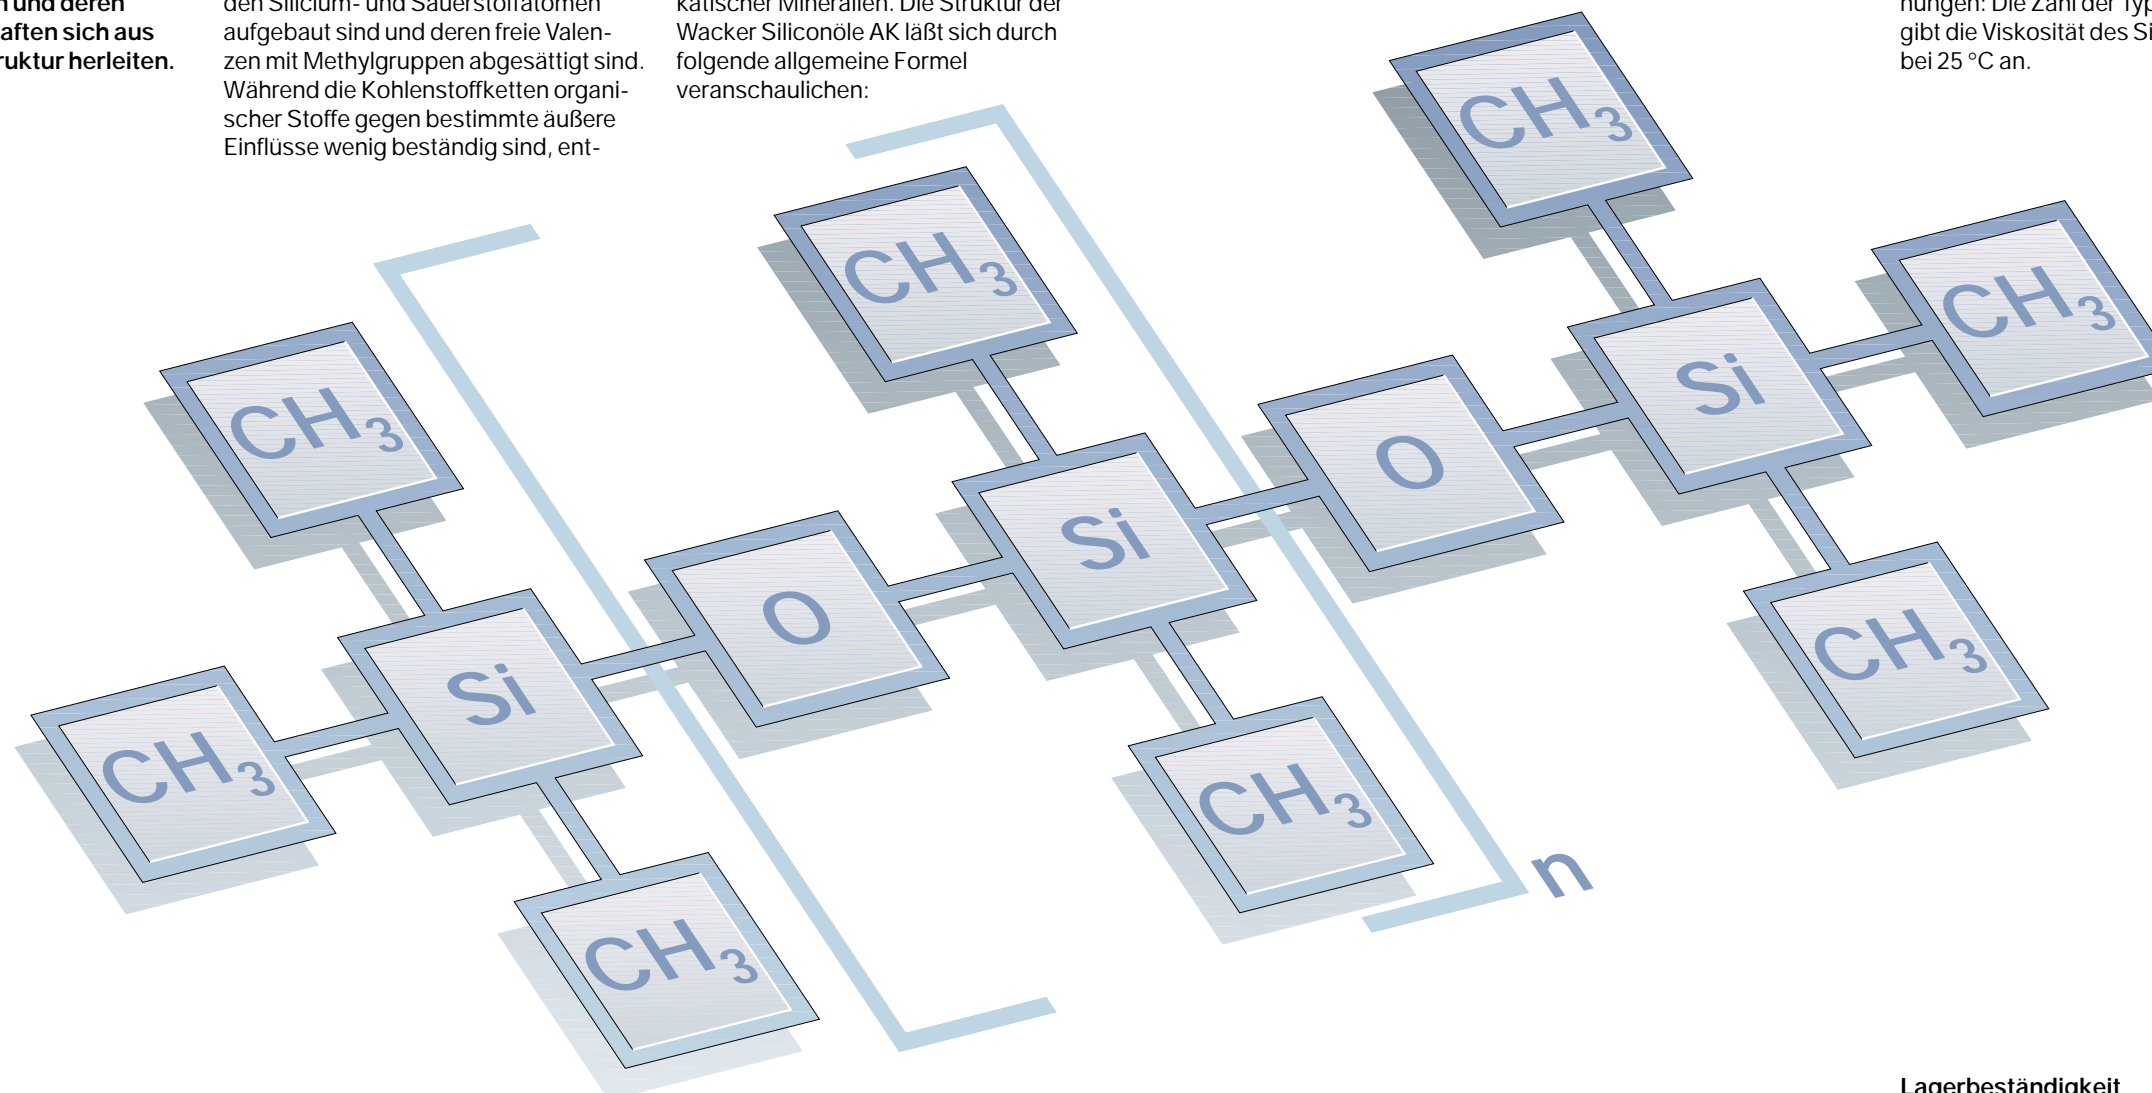 und deren
aften sich aus
ruktur herleiten.
den Silicium- und Sauerstoffatomen
aufgebaut sind und deren freie Valen-
zen mit Methylgruppen abgesättigt sind.
Während die Kohlenstoffketten organi-
scher Stoffe gegen bestimmte äußere
Einflüsse wenig beständig sind, ent-
katischer Mineralien. Die Struktur der
Wacker Siliconöle AK läßt sich durch
folgende allgemeine Formel
veranschaulichen:
nungen: Die Zahl der Typ
gibt die Viskosität des Si
bei 25 °C an.
CH3
CH3
CH3
CH3
Si
O
Si
O
Si
CH3
CH3
CH3
CH3
n
Lagerbeständigkeit